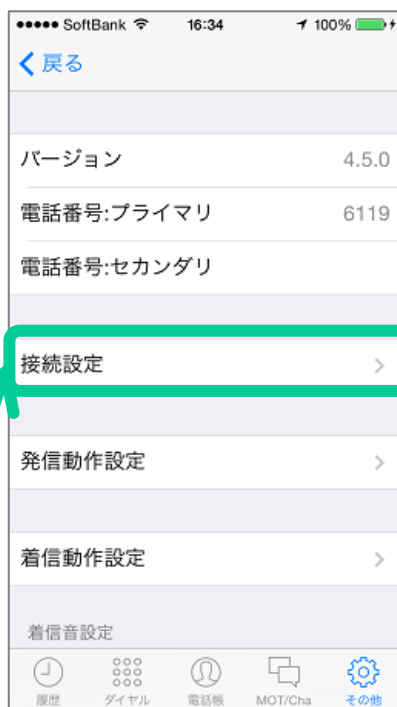 SoftBank 16:34 100%
戻る
バージョン 4.5.0
電話番号:プライマリ 6119
電話番号:セカンダリ
接続設定
発信動作設定
着信動作設定
着信音設定
履歴 ダイヤル 電話帳 MOT/Cha その他